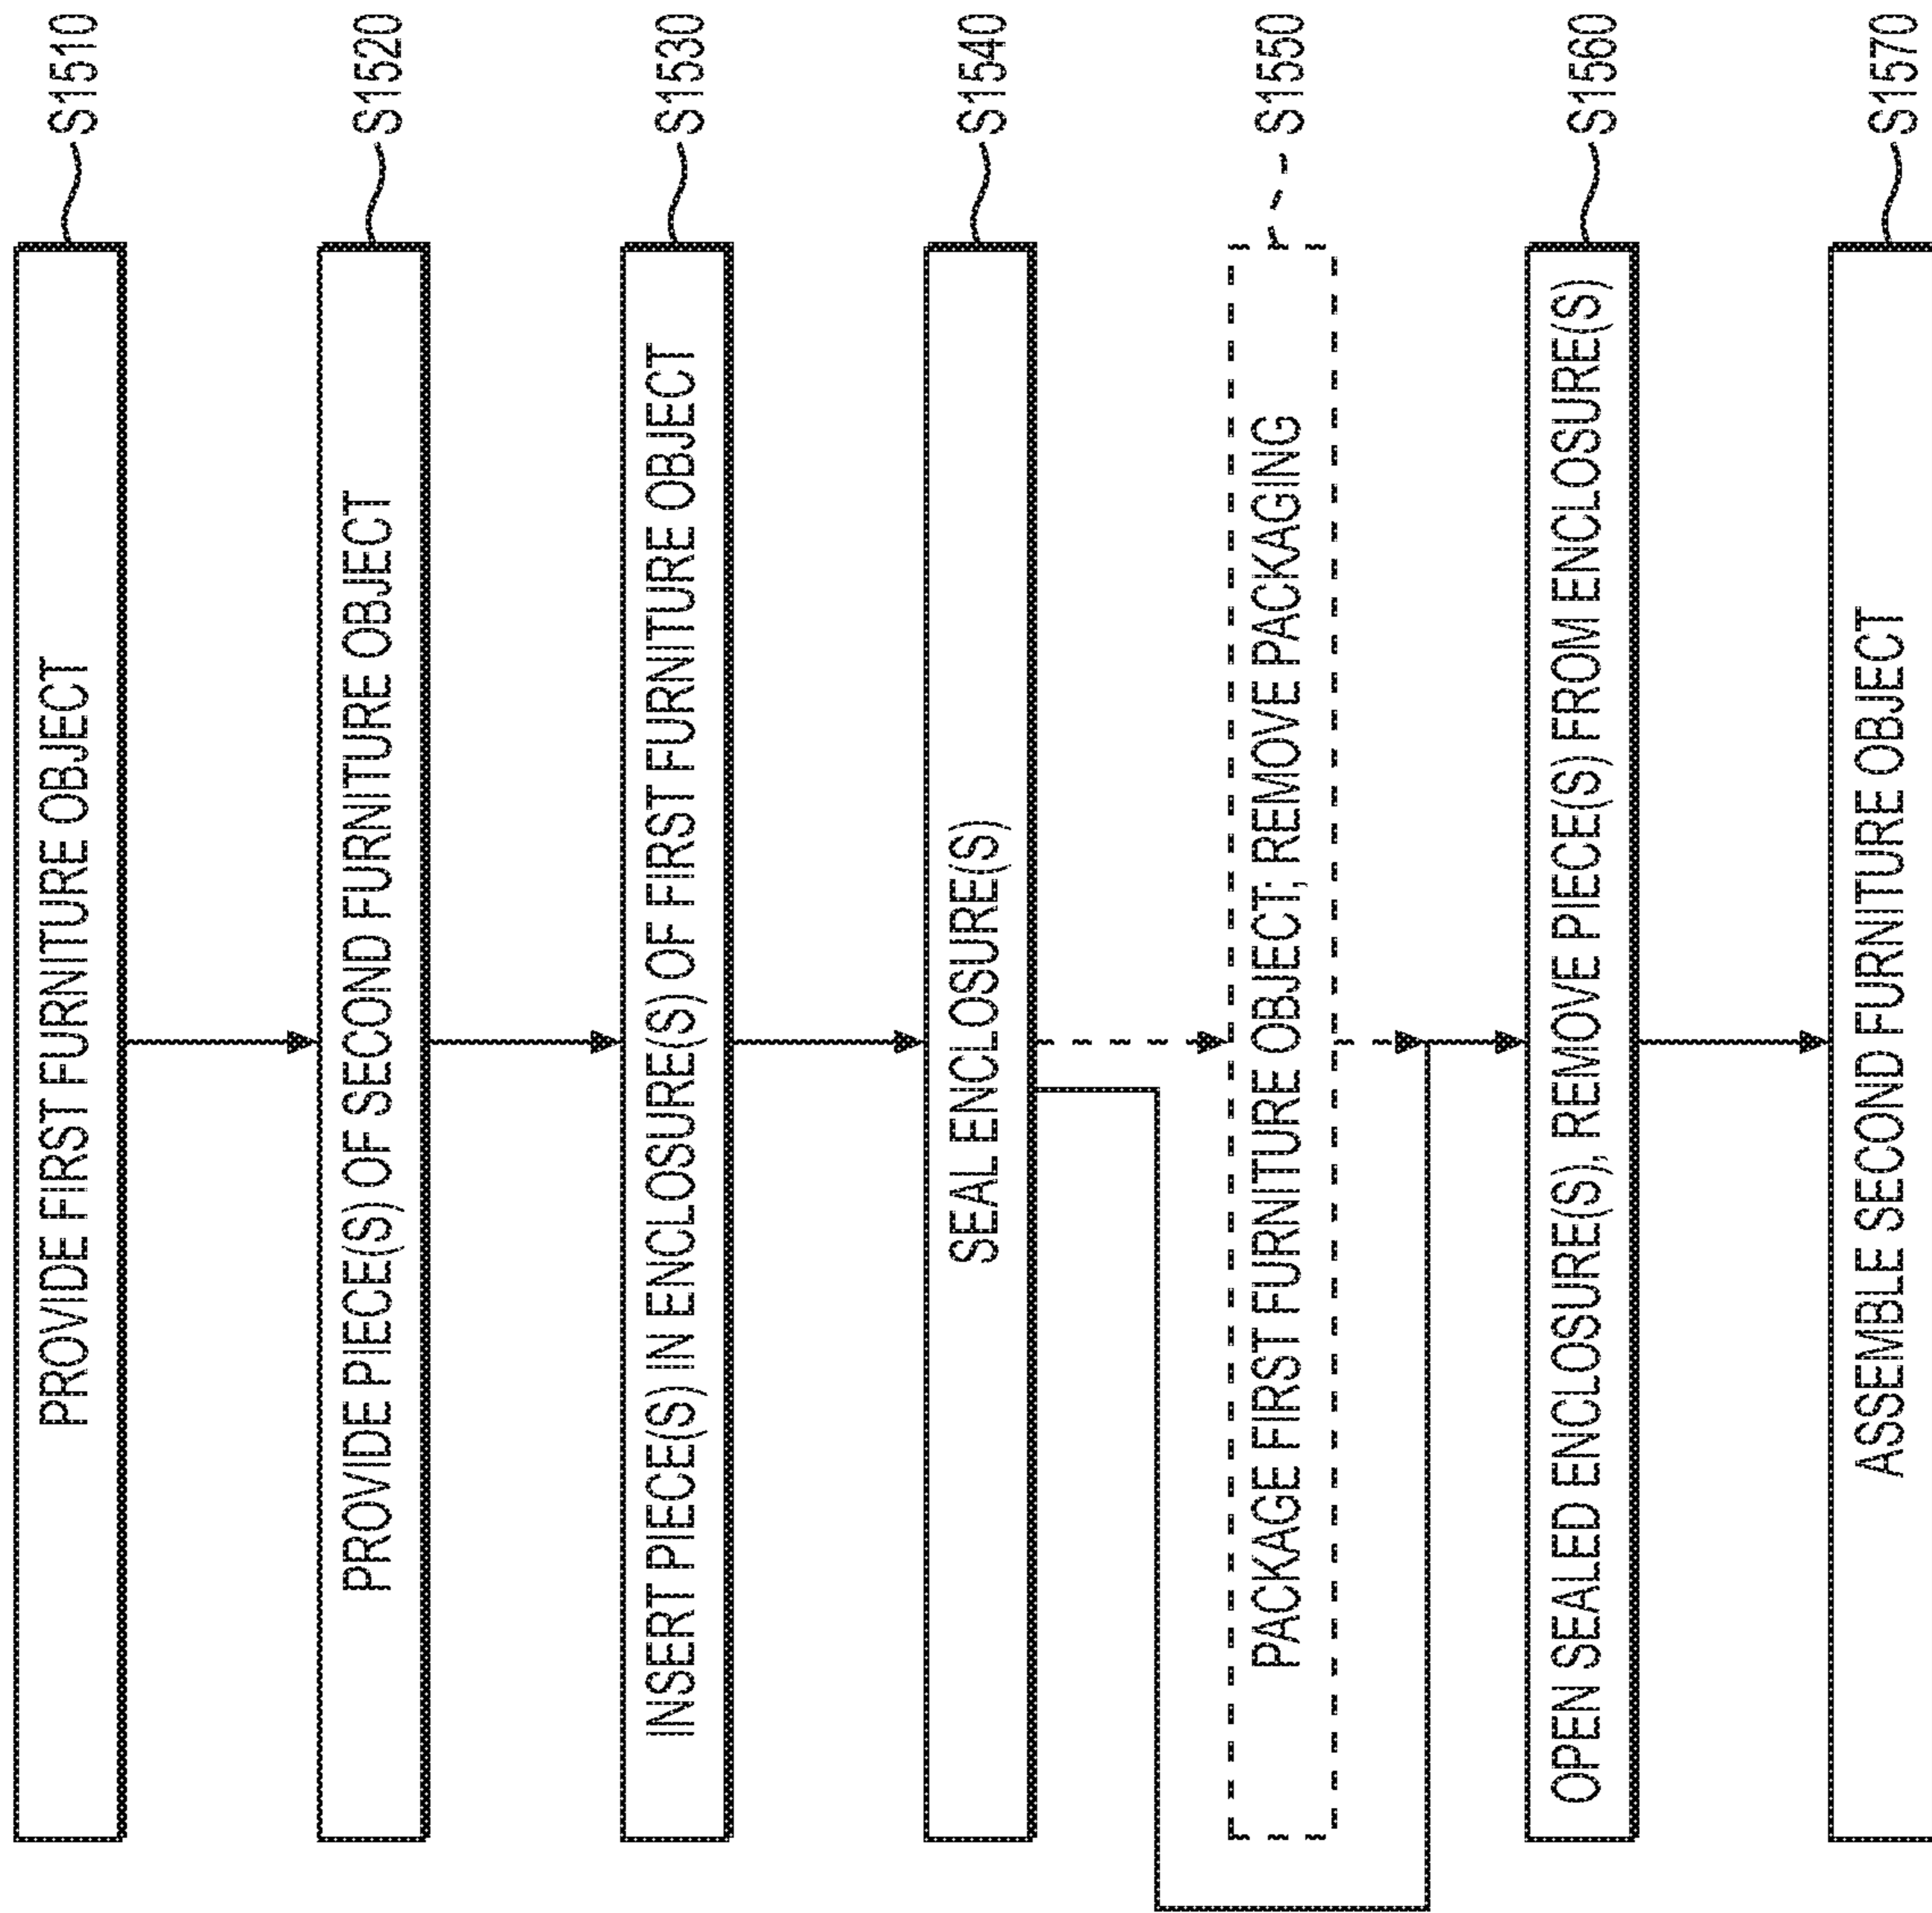 PROVIDE FIRST FURNITURE OBJECT
S1510
PROVIDE PIECE(S) OF SECOND FURNITURE OBJECT
S1520
INSERT PIECE(S) IN ENCLOSURE(S) OF FIRST FURNITURE OBJECT
S1530
SEAL ENCLOSURE(S)
S1540
PACKAGE FIRST FURNITURE OBJECT; REMOVE PACKAGING
S1550
OPEN SEALED ENCLOSURE(S), REMOVE PIECE(S) FROM ENCLOSURE(S)
S1560
ASSEMBLE SECOND FURNITURE OBJECT
S1570